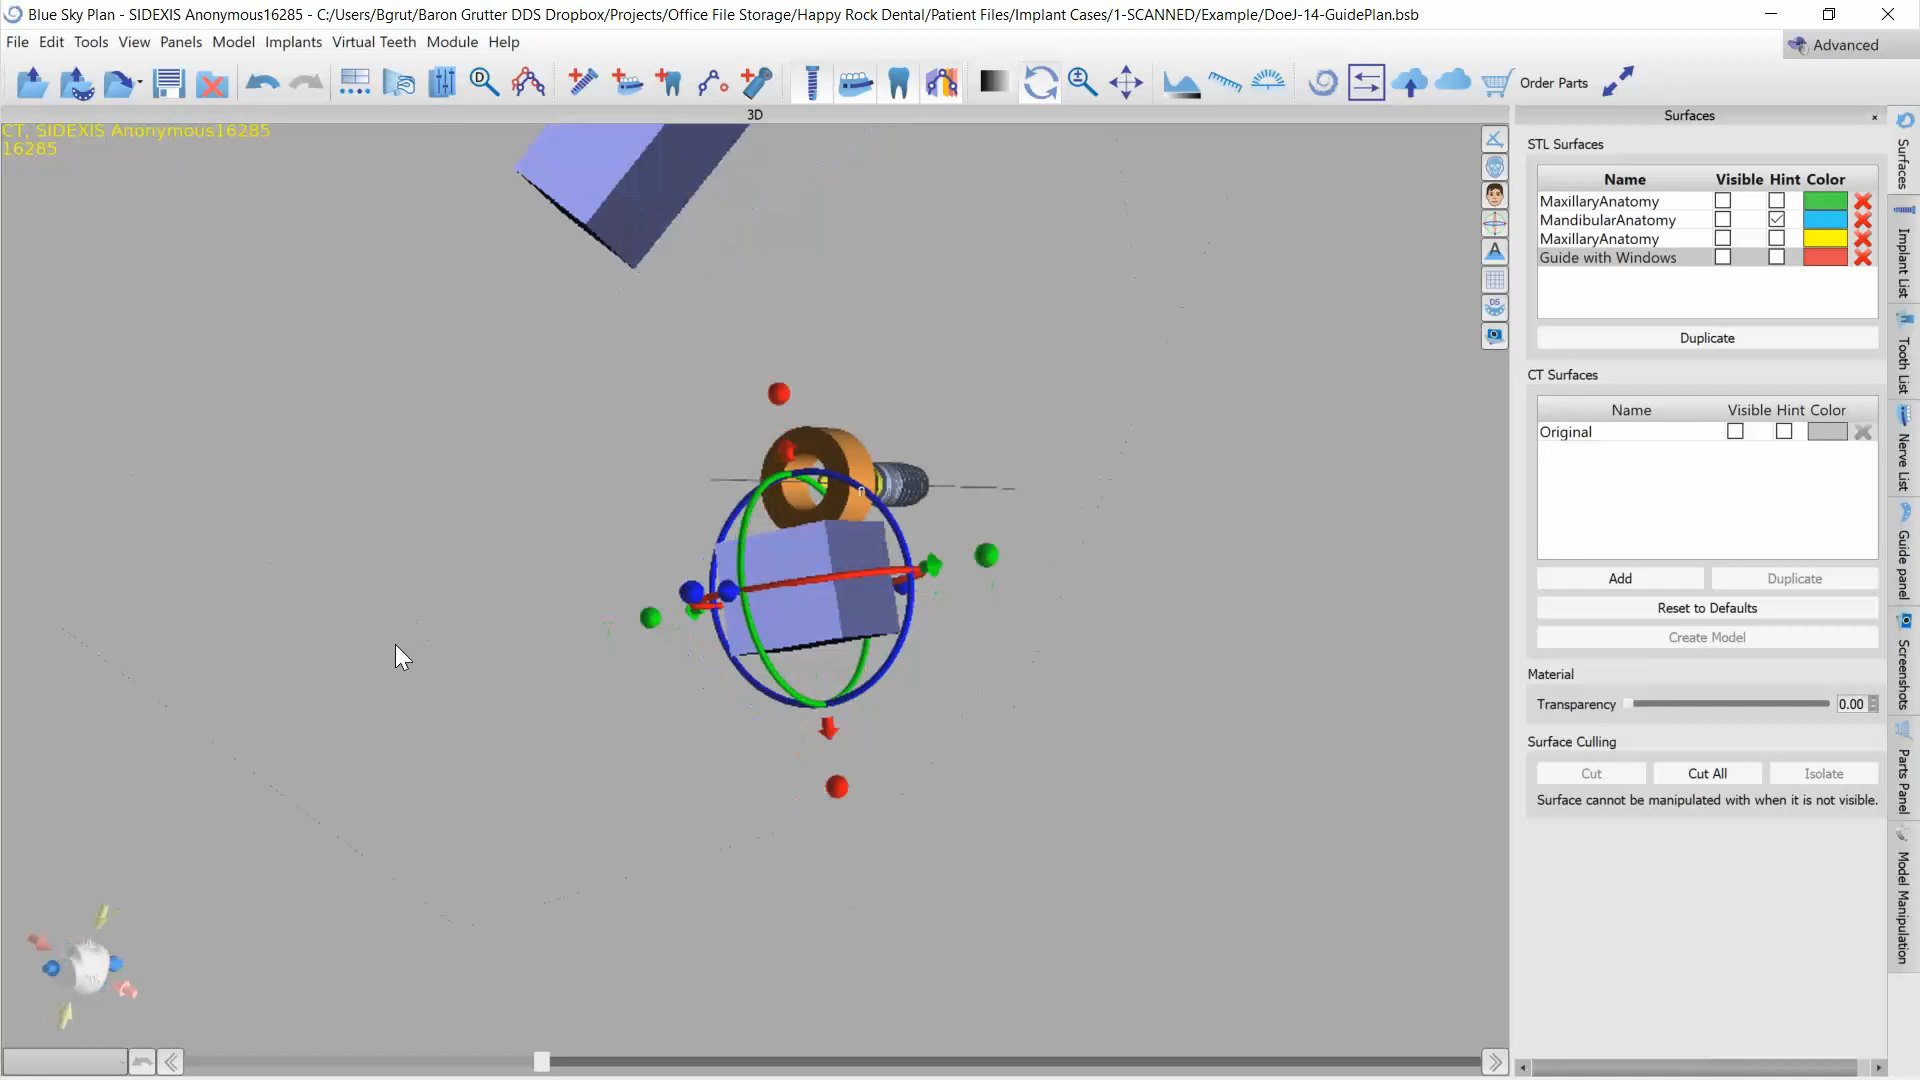 Blue Sky Plan - SIDEXIS Anonymous16285 - C:/Users/Bgrut/Baron Grutter DDS Dropbox/Projects/Office File Storage/Happy Rock Dental/Patient Files/Implant Cases/1-SCANNED/Example/DoeJ-14-GuidePlan.bsb
File Edit Tools View Panels Model Implants Virtual Teeth Module Help
Advanced
Order Parts
3D
CT, SIDEXIS Anonymous16285
16285
Surfaces
STL Surfaces
Name Visible Hint Color
MaxillaryAnatomy
MandibularAnatomy
MaxillaryAnatomy
Guide with Windows
Duplicate
CT Surfaces
Name Visible Hint Color
Original
Add Duplicate
Reset to Defaults
Create Model
Material
Transparency 0.00
Surface Culling
Cut Cut All Isolate
Surface cannot be manipulated with when it is not visible.
Surfaces
Implant List
Tooth List
Nerve List
Guide panel
Screenshots
Parts Panel
Model Manipulation
D
A
DS